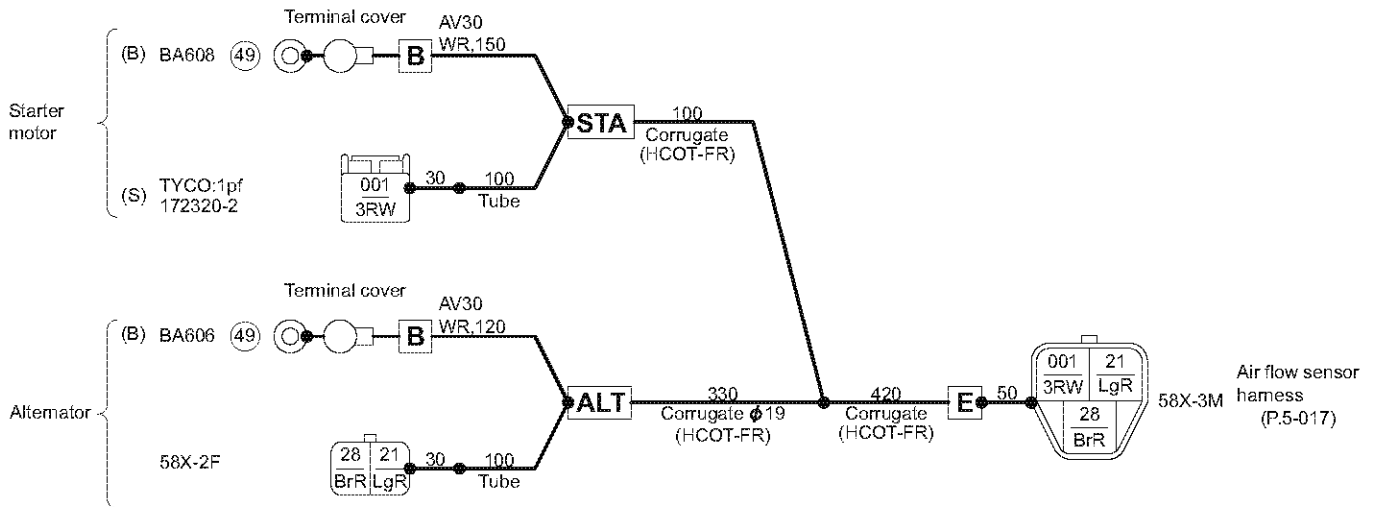 Terminal cover
AV30
WR,150
(B) BA608 49 B
Starter
motor
STA
100
Corrugate
(HCOT-FR)
(S) TYCO:1pf
172320-2
001
3RW
30 100
Tube
Terminal cover
AV30
WR,120
(B) BA606 49 B
Alternator
ALT
330
Corrugate ϕ19
(HCOT-FR)
420
Corrugate
(HCOT-FR)
E 50
001 21
3RW LgR
28
BrR
58X-3M
Air flow sensor
harness
(P.5-017)
58X-2F
28 21
BrR LgR
30 100
Tube